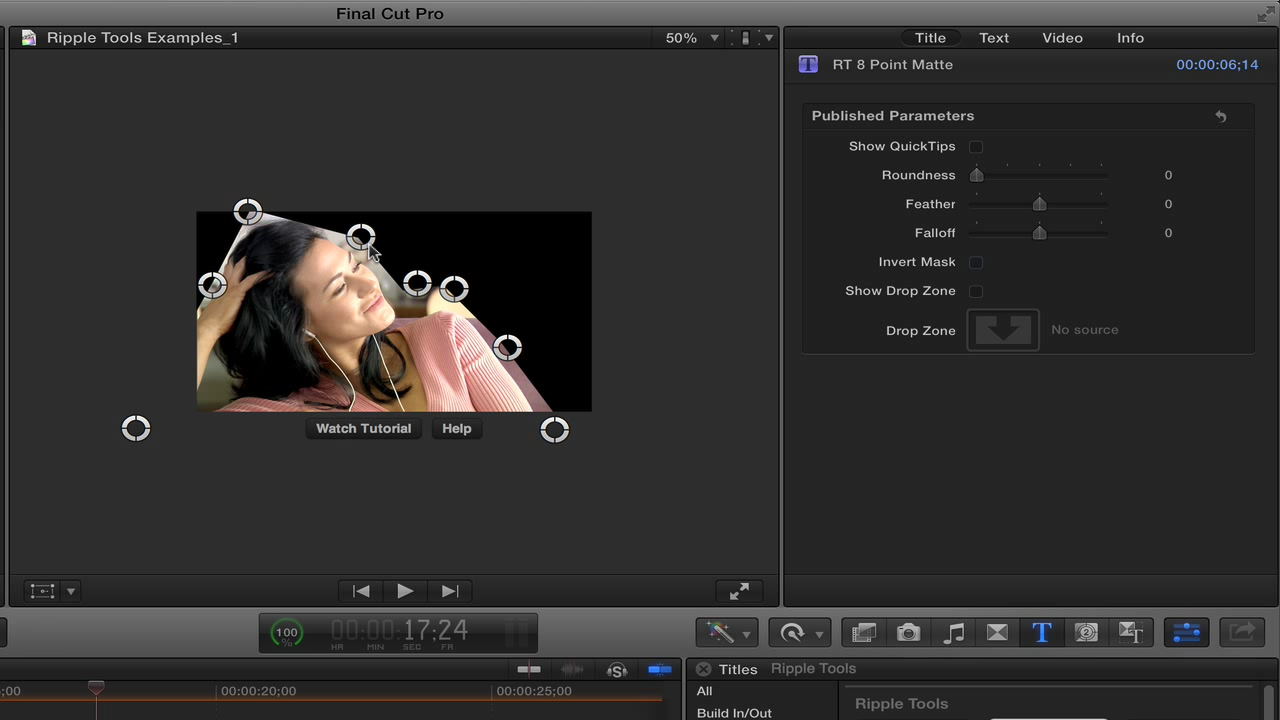 Final Cut Pro
Ripple Tools Examples_1
50%
Title Text Video Info
RT 8 Point Matte 00:00:06;14
Published Parameters
Show QuickTips
Roundness 0
Feather 0
Falloff 0
Invert Mask
Show Drop Zone
Drop Zone No source
Watch Tutorial Help
100
%
00:00:17;24
HR MIN SEC FR
Titles Ripple Tools
;00 00:00:20;00 00:00:25;00
All
Build In/Out
Ripple Tools